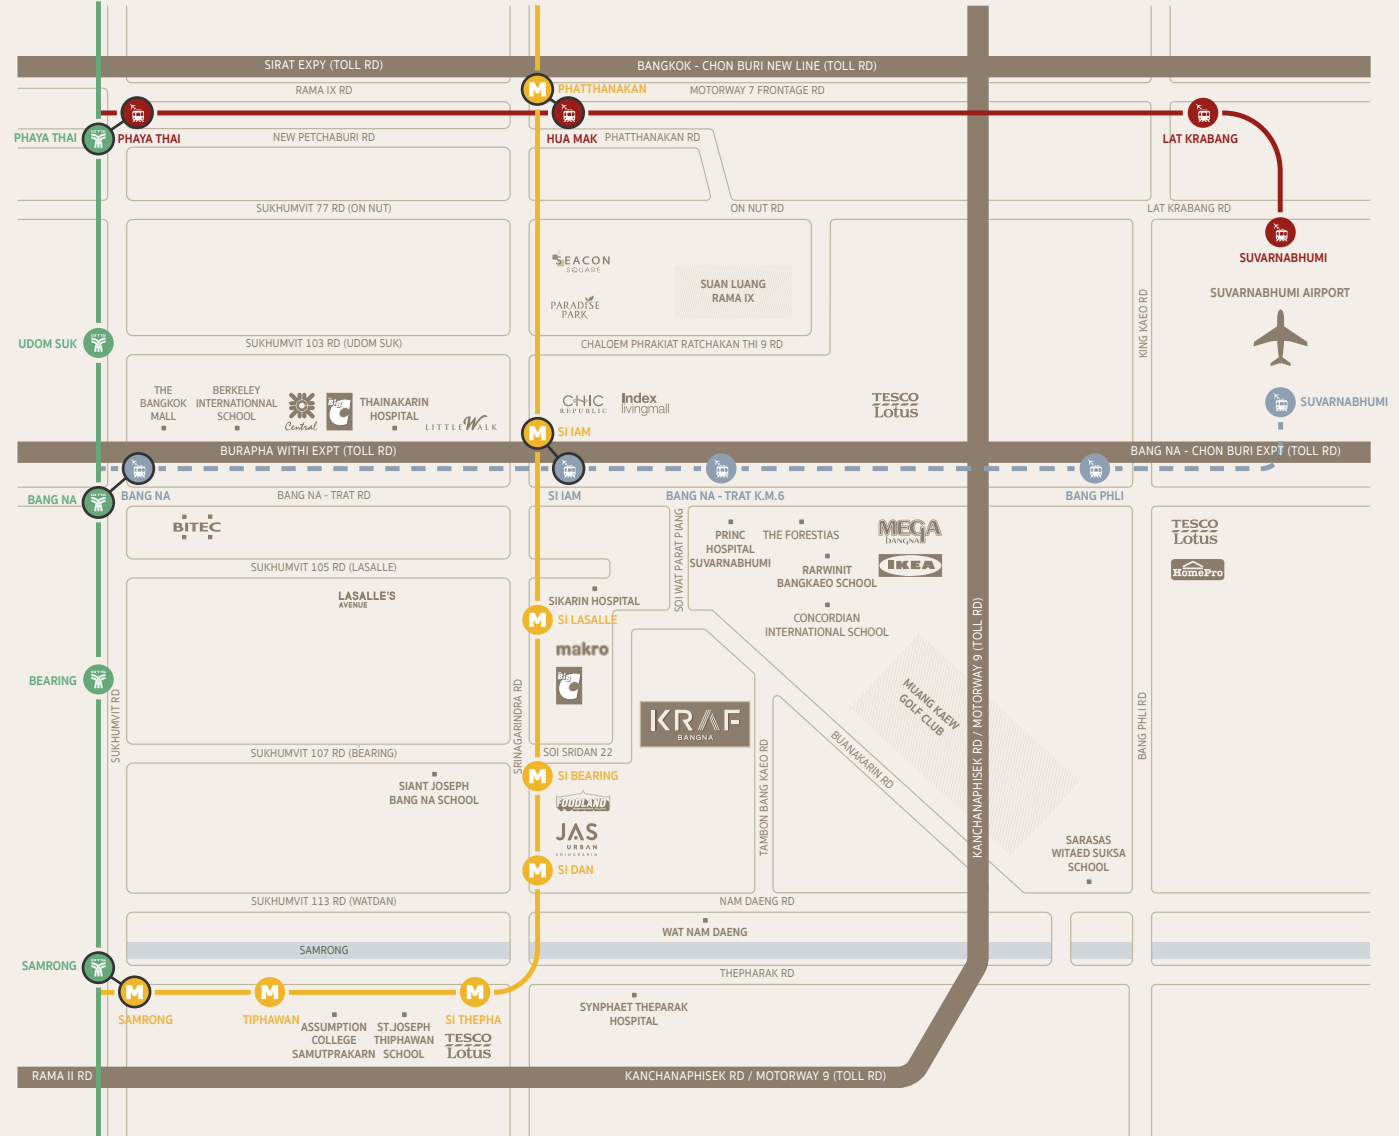 SIRAT EXPY (TOLL RD)
BANGKOK - CHON BURI NEW LINE (TOLL RD)
RAMA IX RD
PHATTHANAKAN
MOTORWAY 7 FRONTAGE RD
PHAYA THAI
PHAYA THAI
NEW PETCHABURI RD
HUA MAK
PHATTHANAKAN RD
LAT KRABANG
SUKHUMVIT 77 RD (ON NUT)
ON NUT RD
LAT KRABANG RD
SEACON
SQUARE
SUVARNABHUMI
SUAN LUANG
RAMA IX
SUVARNABHUMI AIRPORT
PARADISE
PARK
KING KAEO RD
UDOM SUK
SUKHUMVIT 103 RD (UDOM SUK)
CHALOEM PHRAKIAT RATCHAKAN THI 9 RD
THE
BANGKOK
MALL
BERKELEY
INTERNATIONNAL
SCHOOL
Central
Big C
THAINAKARIN
HOSPITAL
LITTLE WALK
CHIC
REPUBLIC
Index
livingmall
TESCO
Lotus
SUVARNABHUMI
SI IAM
BURAPHA WITHI EXPT (TOLL RD)
BANG NA - CHON BURI EXPT (TOLL RD)
BANG NA
BANG NA
BANG NA - TRAT RD
SI IAM
BANG NA - TRAT K.M.6
BANG PHLI
BITEC
SOI WAT PARAT PIANG
PRINC
HOSPITAL
SUVARNABHUMI
THE FORESTIAS
MEGA
BANGNA
TESCO
Lotus
SUKHUMVIT 105 RD (LASALLE)
RARWINIT
BANGKAEO SCHOOL
IKEA
HomePro
LASALLE'S
AVENUE
SIKARIN HOSPITAL
SI LASALLE
CONCORDIAN
INTERNATIONAL SCHOOL
makro
Big C
BEARING
SUKHUMVIT RD
SRINAGARINDRA RD
KRAF
BANGNA
MUANG KAEW
GOLF CLUB
KANCHANAPHISEK RD / MOTORWAY 9 (TOLL RD)
BANG PHLI RD
SUKHUMVIT 107 RD (BEARING)
SOI SRIDAN 22
TAMBON BANG KAEO RD
BUANAKARIN RD
SI BEARING
SIANT JOSEPH
BANG NA SCHOOL
FOODLAND
JAS
URBAN
SRINAKARIN
SARASAS
WITAED SUKSA
SCHOOL
SI DAN
SUKHUMVIT 113 RD (WATDAN)
NAM DAENG RD
WAT NAM DAENG
SAMRONG
SAMRONG
THEPHARAK RD
SAMRONG
TIPHAWAN
SI THEPHA
ASSUMPTION
COLLEGE
SAMUTPRAKARN
ST.JOSEPH
THIPHAWAN
SCHOOL
TESCO
Lotus
SYNPHAET THEPARAK
HOSPITAL
RAMA II RD
KANCHANAPHISEK RD / MOTORWAY 9 (TOLL RD)